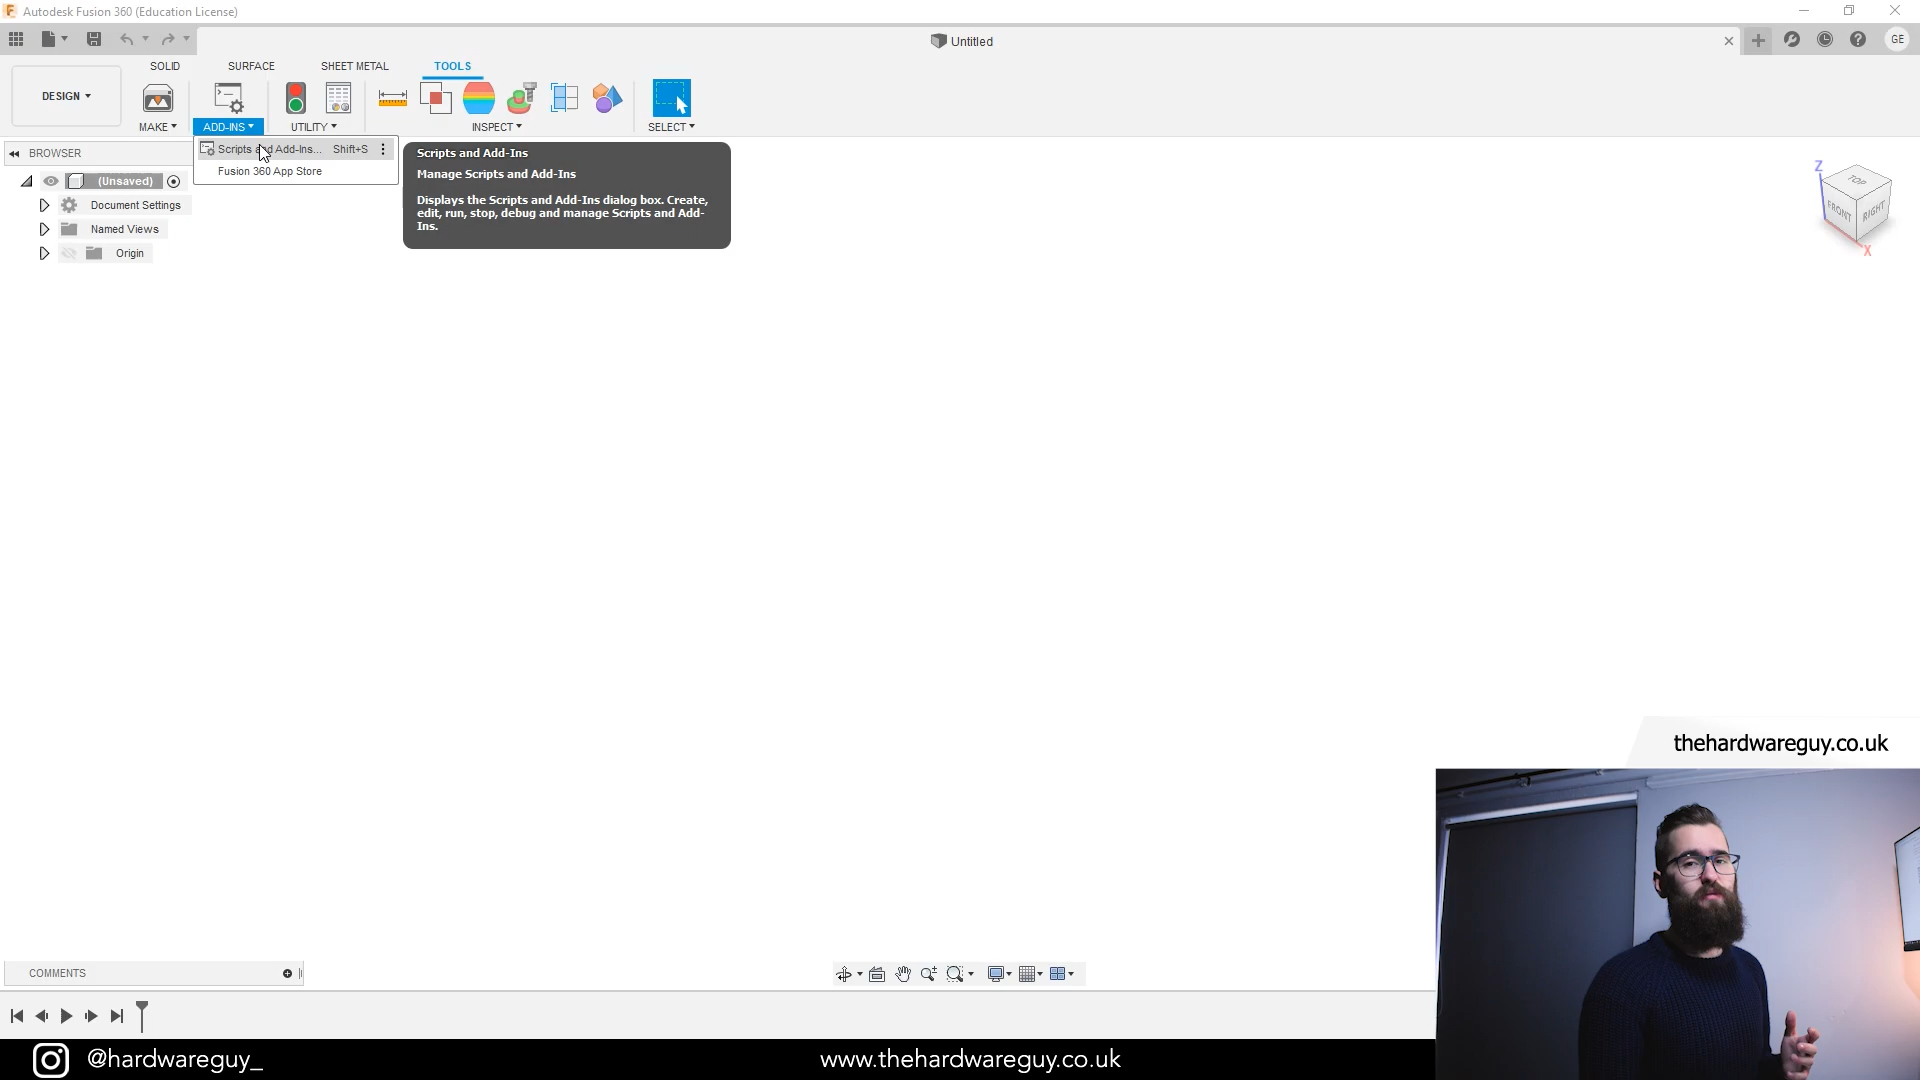 Autodesk Fusion 360 (Education License)
Untitled
GE
SOLID
SURFACE
SHEET METAL
TOOLS
DESIGN
MAKE
ADD-INS
UTILITY
INSPECT
SELECT
BROWSER
Scripts and Add-Ins... Shift+S
Fusion 360 App Store
Scripts and Add-Ins
Manage Scripts and Add-Ins
Displays the Scripts and Add-Ins dialog box. Create,
edit, run, stop, debug and manage Scripts and Add-
Ins.
(Unsaved)
Document Settings
Named Views
Origin
Z
TOP
FRONT
RIGHT
X
thehardwareguy.co.uk
COMMENTS
@hardwareguy_
www.thehardwareguy.co.uk